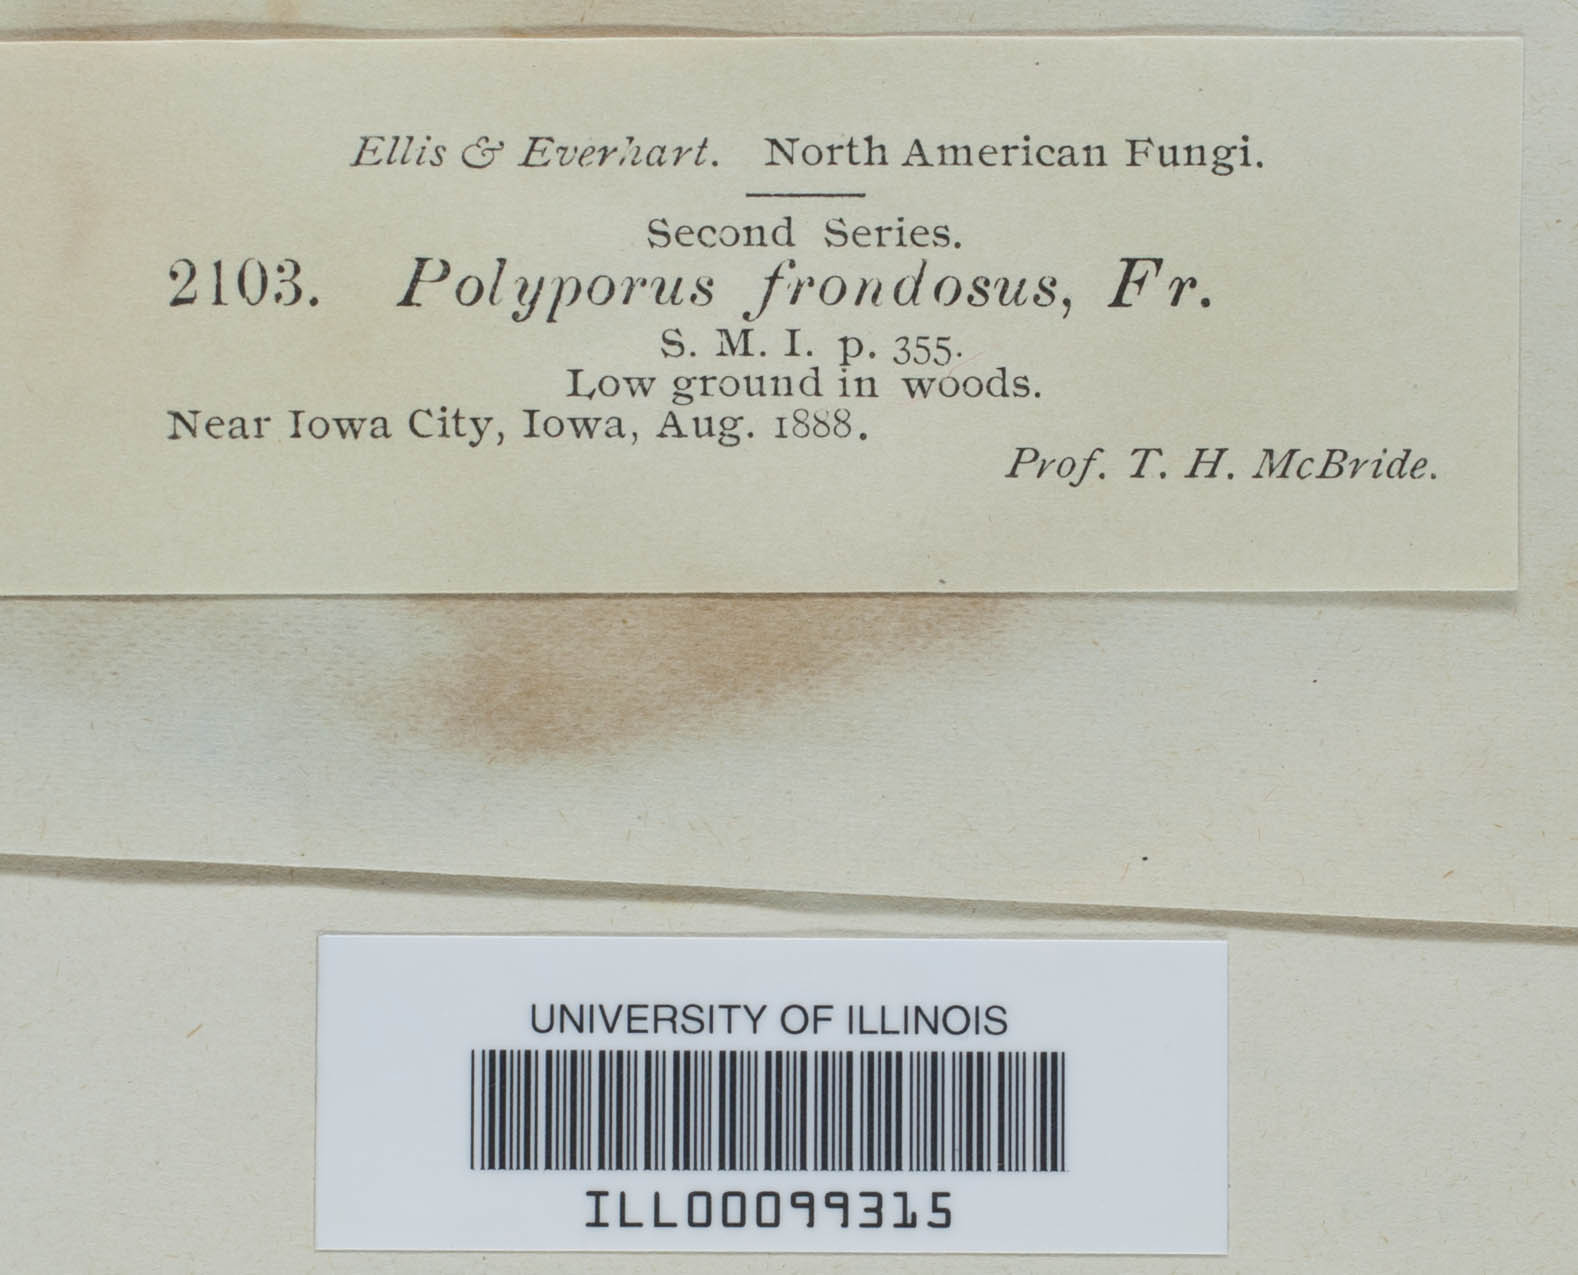 Ellis & Everhart. North American Fungi.
Second Series.
2103. Polyporus frondosus, Fr.
S. M. I. p. 355.
Low ground in woods.
Near Iowa City, Iowa, Aug. 1888.
Prof. T. H. McBride.
UNIVERSITY OF ILLINOIS
ILL00099315